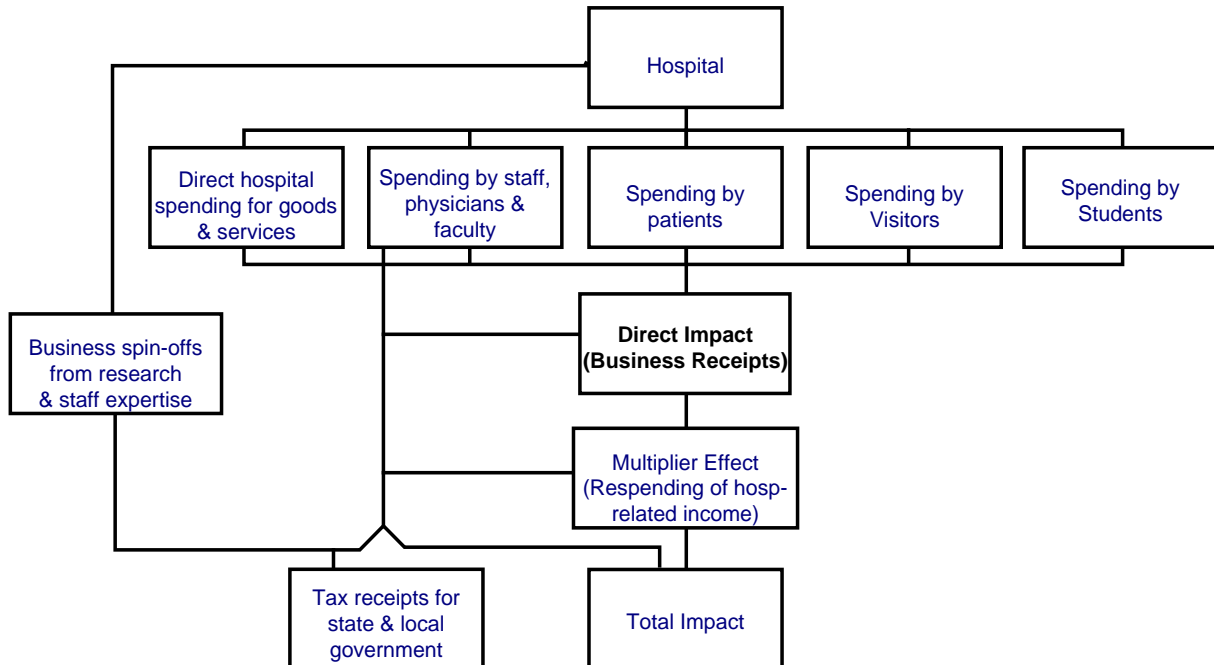 Hospital
Direct hospital
spending for goods
& services
Spending by staff,
physicians &
faculty
Spending by
patients
Spending by
Visitors
Spending by
Students
Business spin-offs
from research
& staff expertise
Direct Impact
(Business Receipts)
Multiplier Effect
(Respending of hosp-
related income)
Tax receipts for
state & local
government
Total Impact